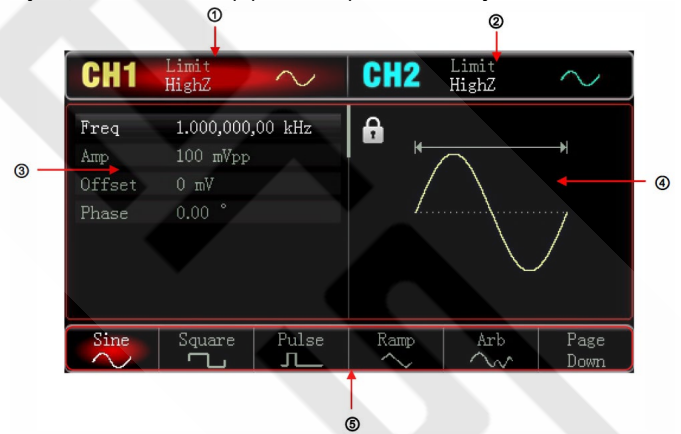 ① ②
CH1 Limit HighZ CH2 Limit HighZ
Freq 1.000,000,00 kHz
Amp 100 mVpp
Offset 0 mV
Phase 0.00 °
③ ④
Sine Square Pulse Ramp Arb Page Down
⑤